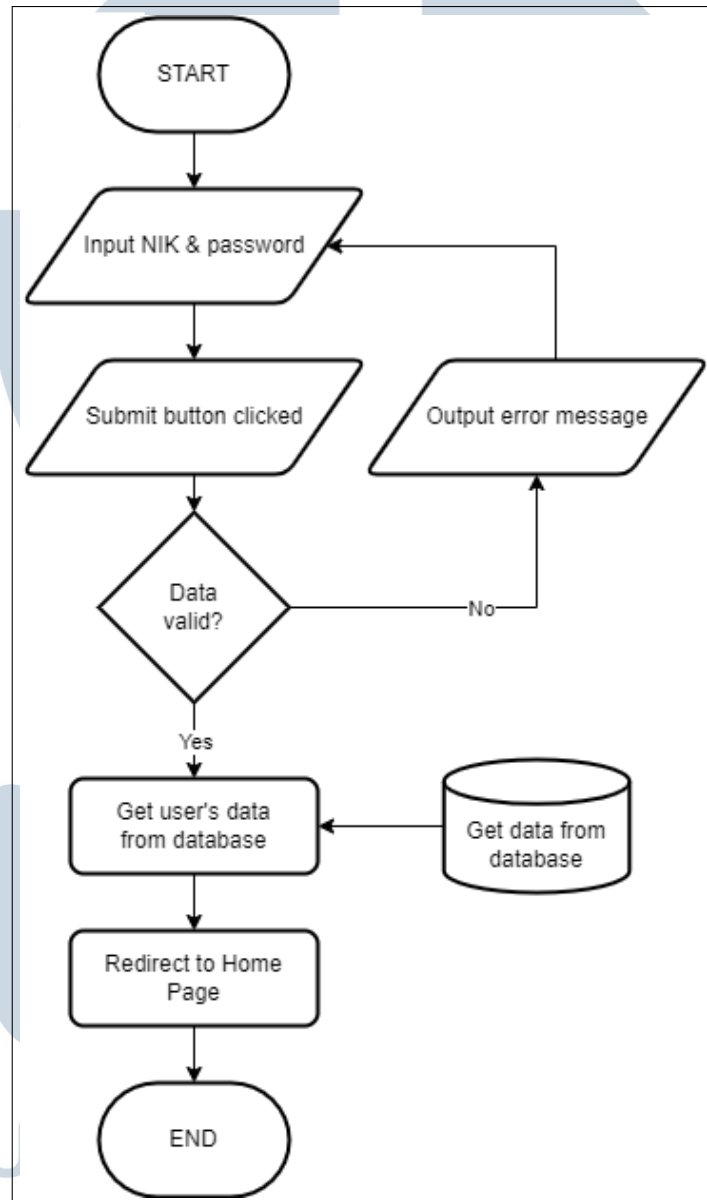 START
Input NIK & password
Submit button clicked
Output error message
Data
valid?
No
Yes
Get user's data
from database
Get data from
database
Redirect to Home
Page
END